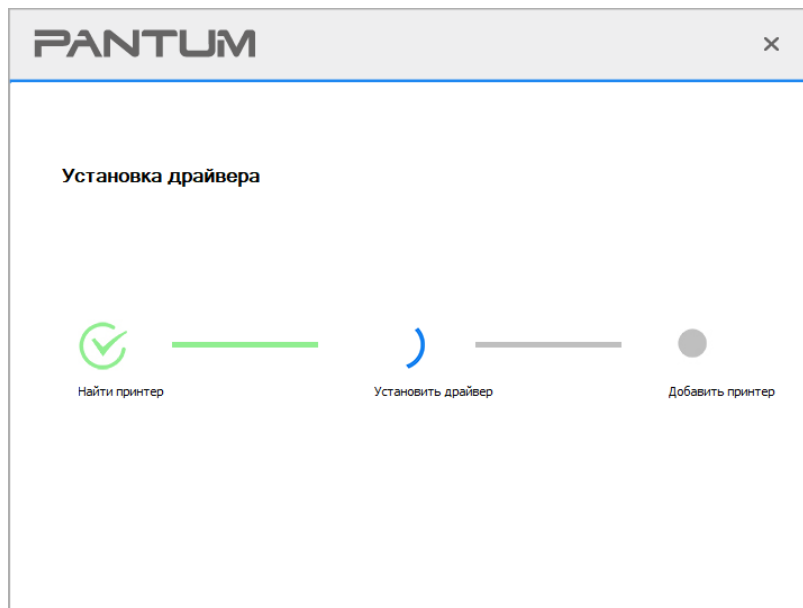 PANTUM
Установка драйвера
Найти принтер
Установить драйвер
Добавить принтер